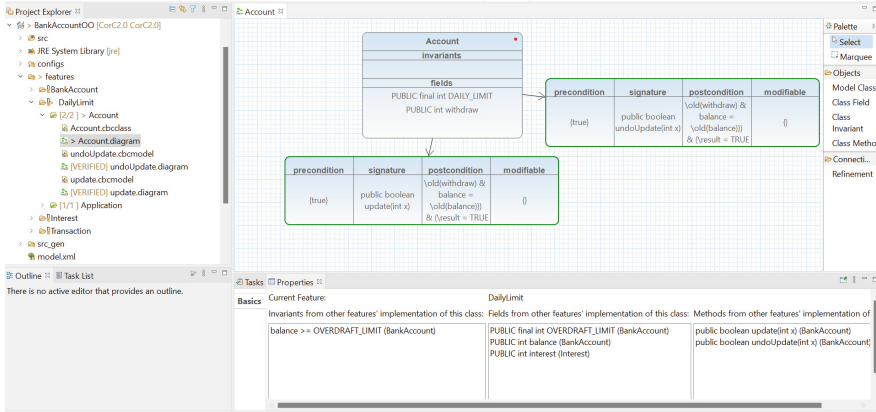 Project Explorer
> BankAccountOO [CorC2.0 CorC2.0]
src
JRE System Library [jre]
configs
> features
BankAccount
DailyLimit
[2/2] > Account
Account.cbcclass
> Account.diagram
undoUpdate.cbcmodel
[VERIFIED] undoUpdate.diagram
update.cbcmodel
[VERIFIED] update.diagram
[1/1] Application
Interest
Transaction
src_gen
model.xml
Outline
Task List
There is no active editor that provides an outline.
Account
Account
invariants
fields
PUBLIC final int DAILY_LIMIT
PUBLIC int withdraw
precondition signature postcondition modifiable
{true}
public boolean
undoUpdate(int x)
\old(withdraw) &
balance =
\old(balance)))
& (\result = TRUE
{}
precondition signature postcondition modifiable
{true}
public boolean
update(int x)
\old(withdraw) &
balance =
\old(balance)))
& (\result = TRUE
{}
Palette
Select
Marquee
Objects
Model Class
Class Field
Class
Invariant
Class Metho
Connecti...
Refinement
Tasks
Properties
Basics
Current Feature: DailyLimit
Invariants from other features' implementation of this class:
balance >= OVERDRAFT_LIMIT (BankAccount)
Fields from other features' implementation of this class:
PUBLIC final int OVERDRAFT_LIMIT (BankAccount)
PUBLIC int balance (BankAccount)
PUBLIC int interest (Interest)
Methods from other features' implementation of
public boolean update(int x) (BankAccount)
public boolean undoUpdate(int x) (BankAccount)